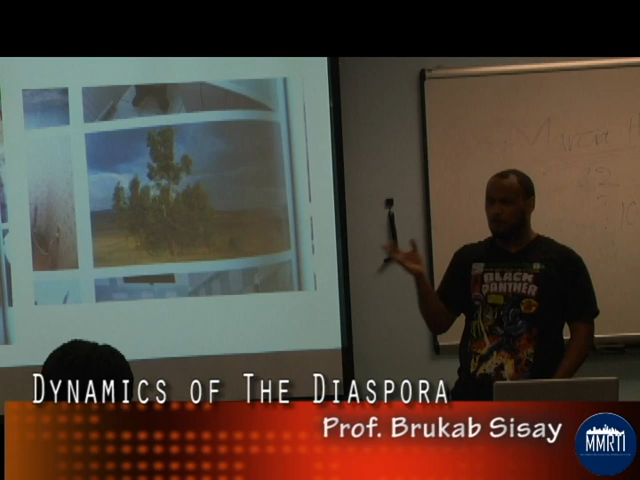 BLACK
PANTHER
DYNAMICS OF THE DIASPORA
Prof. Brukab Sisay
MMRTI